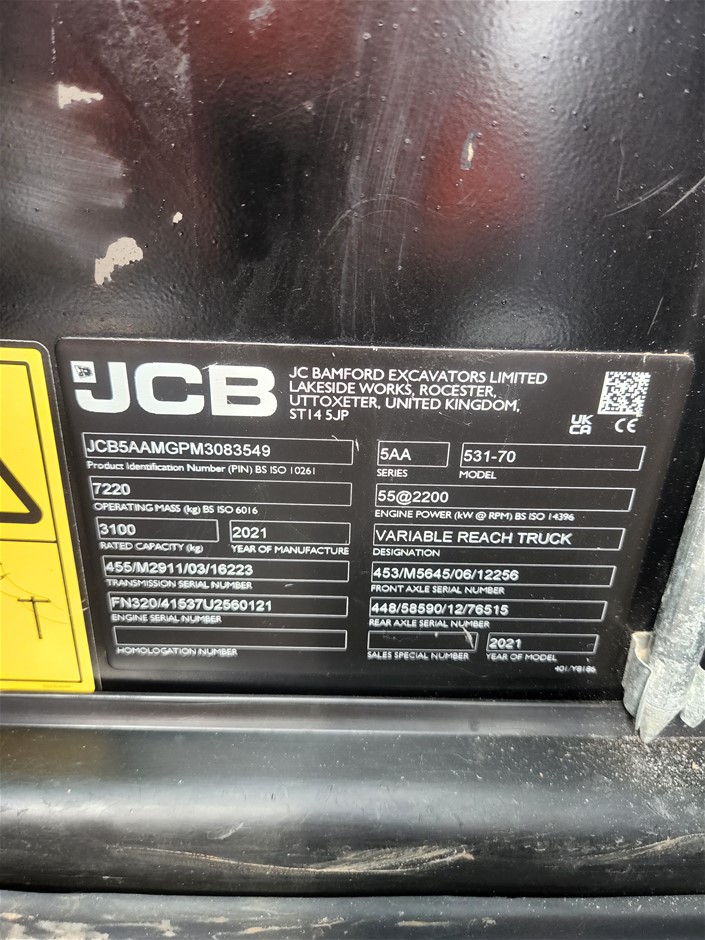 JCB
JC BAMFORD EXCAVATORS LIMITED
LAKESIDE WORKS, ROCESTER,
UTTOXETER, UNITED KINGDOM,
ST14 5JP
UK
CA CE
JCB5AAMGPM3083549
Product Identification Number (PIN) BS ISO 10261
5AA 531-70
SERIES MODEL
7220
OPERATING MASS (kg) BS ISO 6016
55@2200
ENGINE POWER (kW @ RPM) BS ISO 14396
3100 2021
RATED CAPACITY (kg) YEAR OF MANUFACTURE
VARIABLE REACH TRUCK
DESIGNATION
455/M2911/03/16223
TRANSMISSION SERIAL NUMBER
453/M5645/06/12256
FRONT AXLE SERIAL NUMBER
FN320/41537U2560121
ENGINE SERIAL NUMBER
448/58590/12/76515
REAR AXLE SERIAL NUMBER
HOMOLOGATION NUMBER
2021
SALES SPECIAL NUMBER YEAR OF MODEL